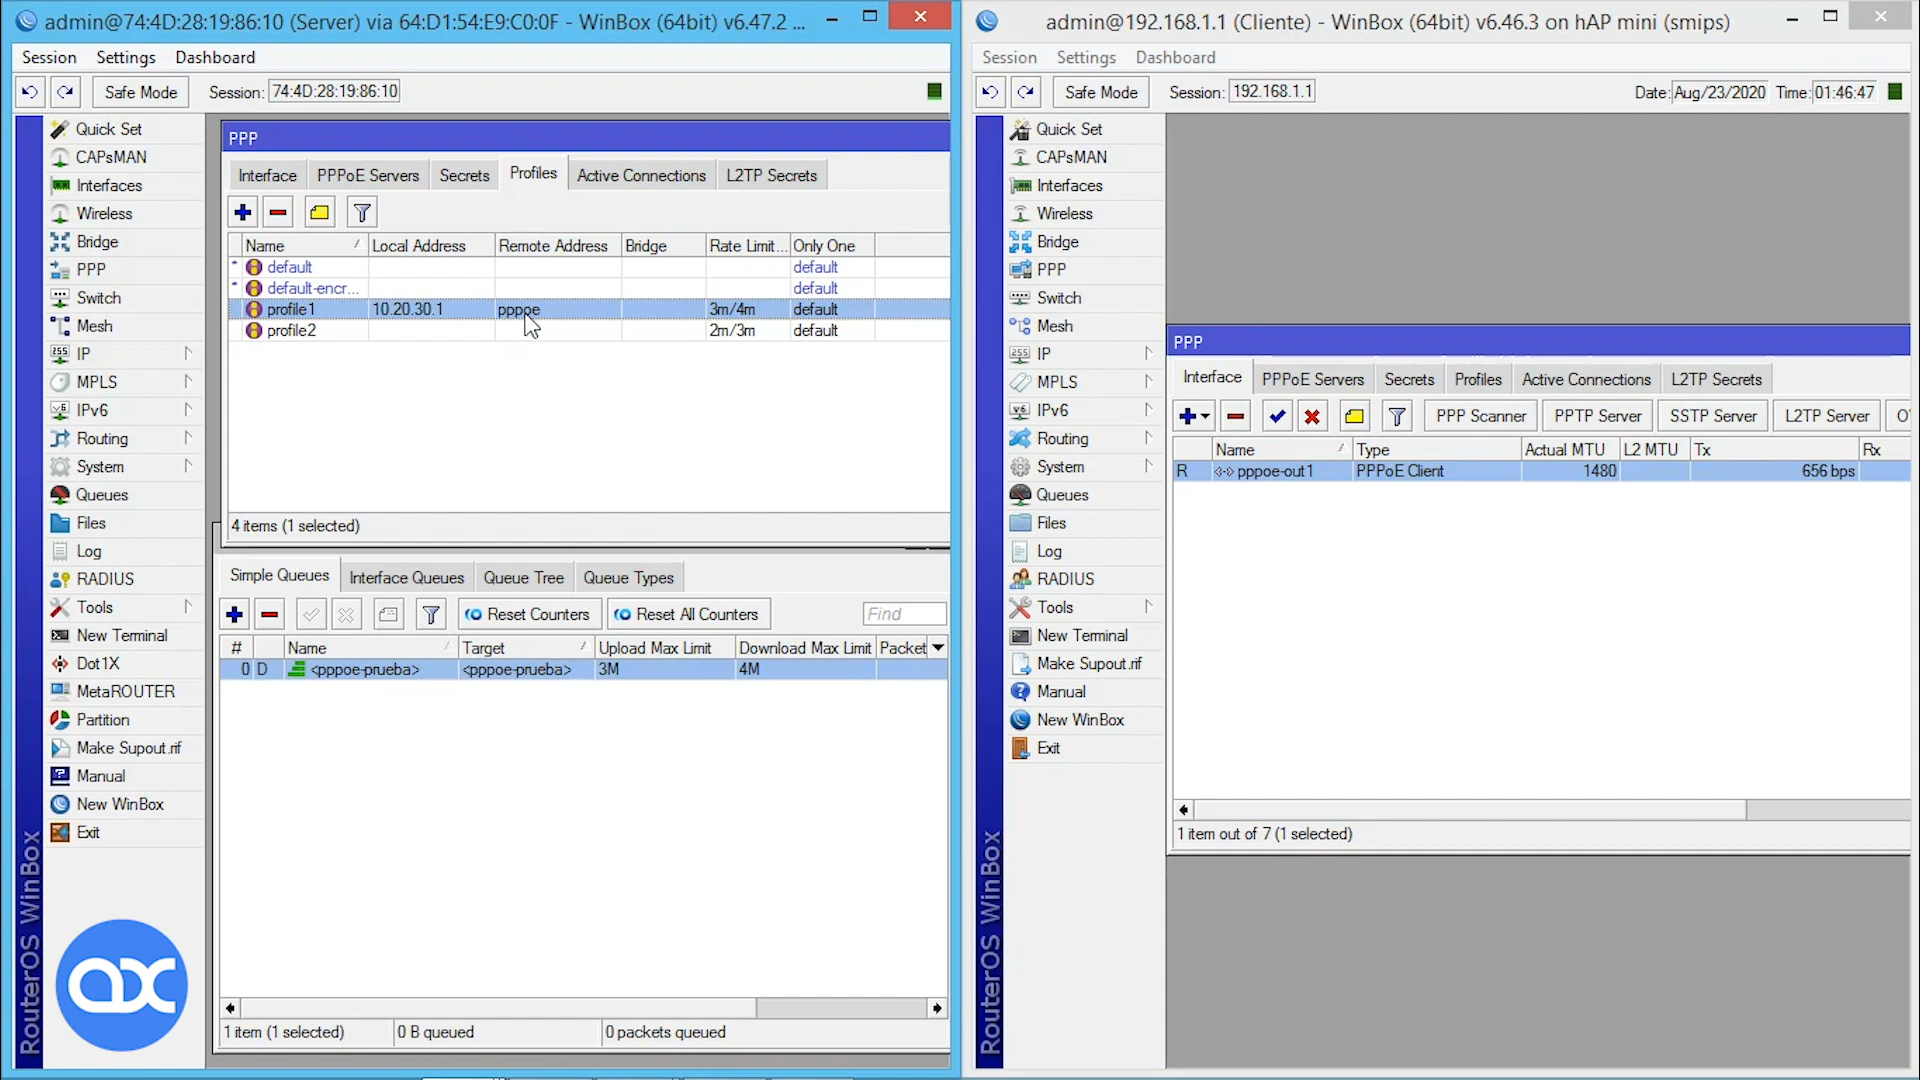 admin@74:4D:28:19:86:10 (Server) via 64:D1:54:E9:C0:0F - WinBox (64bit) v6.47.2 ...
Session Settings Dashboard
Safe Mode Session: 74:4D:28:19:86:10
Quick Set
CAPsMAN
Interfaces
Wireless
Bridge
PPP
Switch
Mesh
IP
MPLS
IPv6
Routing
System
Queues
Files
Log
RADIUS
Tools
New Terminal
Dot1X
MetaROUTER
Partition
Make Supout.rif
Manual
New WinBox
Exit
RouterOS WinBox
PPP
Interface PPPoE Servers Secrets Profiles Active Connections L2TP Secrets
Name Local Address Remote Address Bridge Rate Limit... Only One
* default default
* default-encr... default
profile1 10.20.30.1 pppoe 3m/4m default
profile2 2m/3m default
4 items (1 selected)
Simple Queues Interface Queues Queue Tree Queue Types
Reset Counters Reset All Counters Find
# Name Target Upload Max Limit Download Max Limit Packet
0 D <pppoe-prueba> <pppoe-prueba> 3M 4M
1 item (1 selected) 0 B queued 0 packets queued
admin@192.168.1.1 (Cliente) - WinBox (64bit) v6.46.3 on hAP mini (smips)
Session Settings Dashboard
Safe Mode Session: 192.168.1.1 Date: Aug/23/2020 Time: 01:46:47
Quick Set
CAPsMAN
Interfaces
Wireless
Bridge
PPP
Switch
Mesh
IP
MPLS
IPv6
Routing
System
Queues
Files
Log
RADIUS
Tools
New Terminal
Make Supout.rif
Manual
New WinBox
Exit
RouterOS WinBox
PPP
Interface PPPoE Servers Secrets Profiles Active Connections L2TP Secrets
PPP Scanner PPTP Server SSTP Server L2TP Server
Name Type Actual MTU L2 MTU Tx Rx
R pppoe-out1 PPPoE Client 1480 656 bps
1 item out of 7 (1 selected)